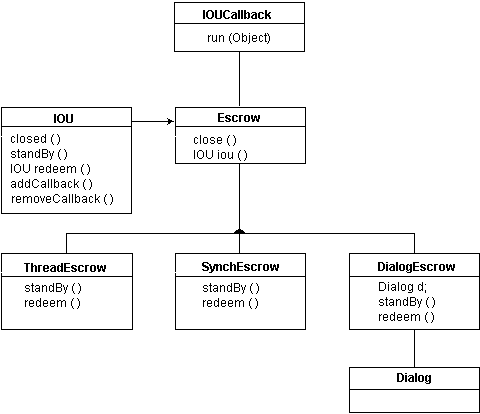 IOUCallback
run (Object)
IOU
closed ( )
standBy ( )
IOU redeem ( )
addCallback ( )
removeCallback ( )
Escrow
close ( )
IOU iou ( )
ThreadEscrow
standBy ( )
redeem ( )
SynchEscrow
standBy ( )
redeem ( )
DialogEscrow
Dialog d;
standBy ( )
redeem ( )
Dialog